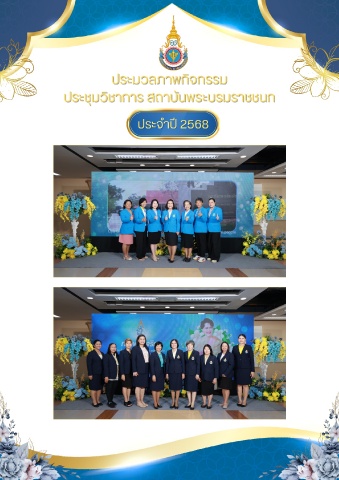 ประมวลภาพกิจกรรม
ประชุมวิชาการ สถาบันพระบรมราชชนก
ประจำปี 2568